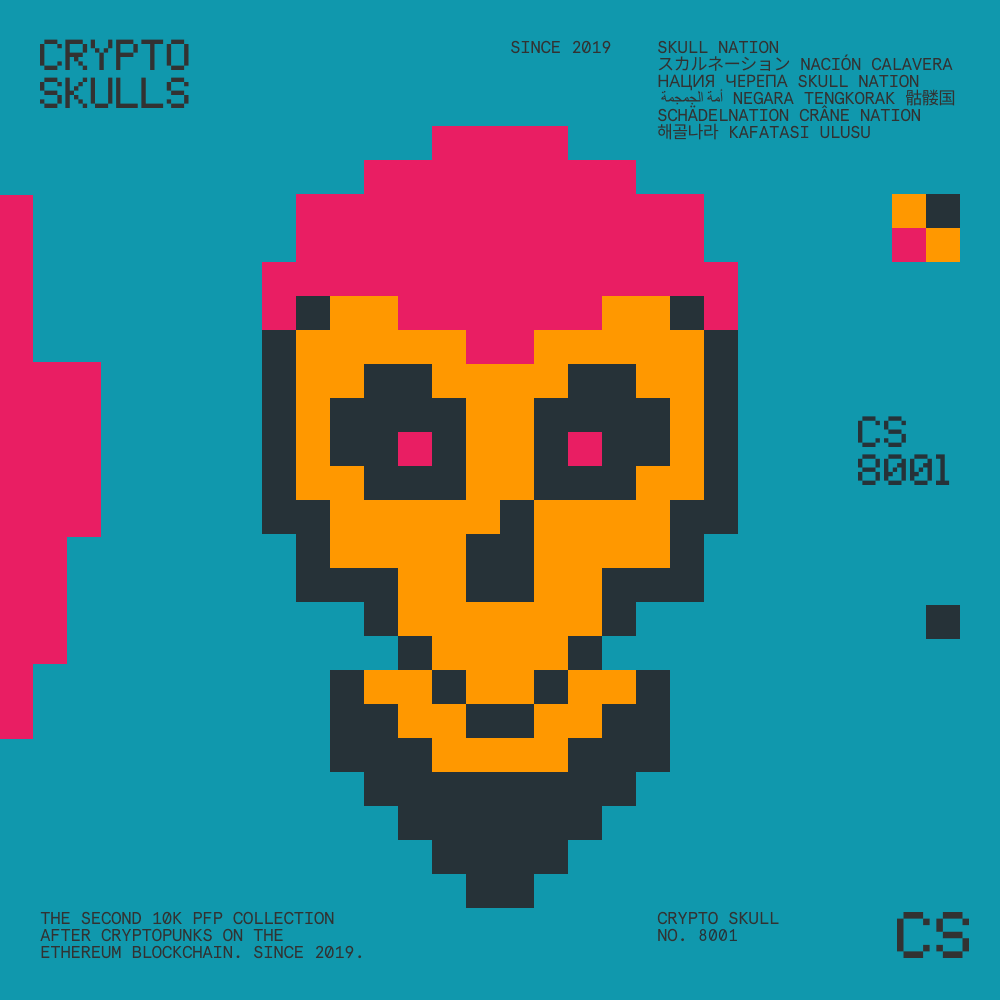 CRYPTO
SKULLS
SINCE 2019
SKULL NATION
スカルネーション NACIÓN CALAVERA
НАЦИЯ ЧЕРЕПА SKULL NATION
أمة الجمجمة NEGARA TENGKORAK 骷髅国
SCHÄDELNATION CRÂNE NATION
해골나라 KAFATASI ULUSU
CS
8001
THE SECOND 10K PFP COLLECTION
AFTER CRYPTOPUNKS ON THE
ETHEREUM BLOCKCHAIN. SINCE 2019.
CRYPTO SKULL
NO. 8001
CS